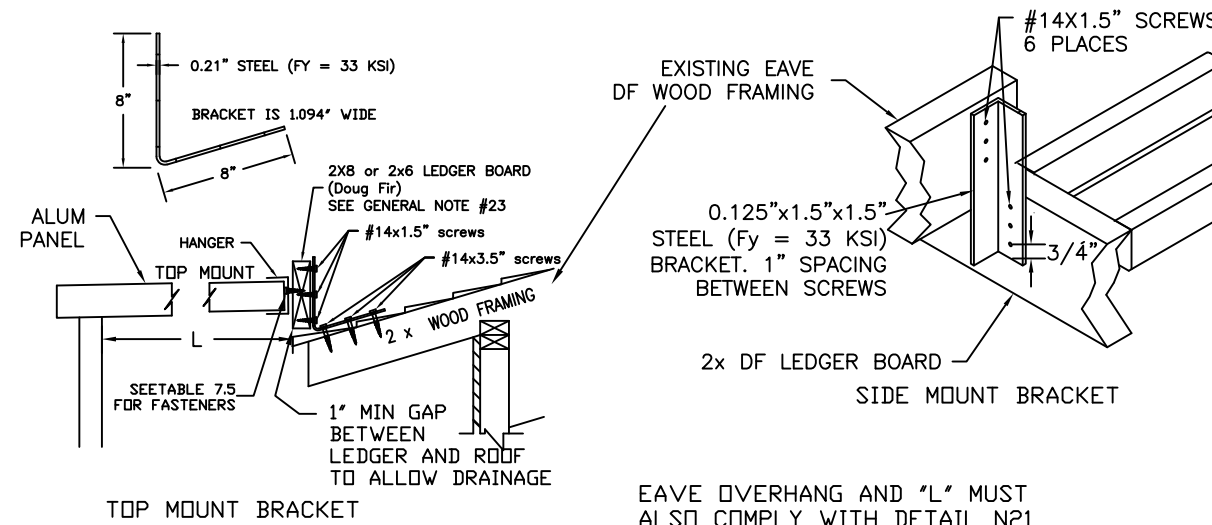 8"
0.21" STEEL (FY = 33 KSI)
BRACKET IS 1.094" WIDE
8"
2X8 or 2x6 LEDGER BOARD
(Doug Fir)
SEE GENERAL NOTE #23
#14x1.5" screws
#14x3.5" screws
ALUM
PANEL
HANGER
TOP MOUNT
2 x WOOD FRAMING
L
SEETABLE 7.5
FOR FASTENERS
1" MIN GAP
BETWEEN
LEDGER AND ROOF
TO ALLOW DRAINAGE
TOP MOUNT BRACKET
#14X1.5" SCREWS
6 PLACES
EXISTING EAVE
DF WOOD FRAMING
0.125"x1.5"x1.5"
STEEL (Fy = 33 KSI)
BRACKET. 1" SPACING
BETWEEN SCREWS
3/4"
2x DF LEDGER BOARD
SIDE MOUNT BRACKET
EAVE OVERHANG AND "L" MUST
ALSO COMPLY WITH DETAIL N21